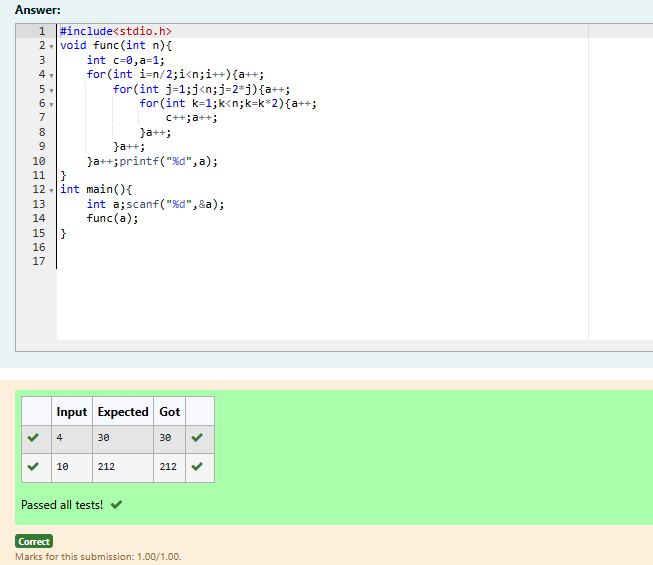 Answer:
1 #include<stdio.h>
2 void func(int n){
3     int c=0,a=1;
4     for(int i=n/2;i<n;i++){a++;
5         for(int j=1;j<n;j=2*j){a++;
6             for(int k=1;k<n;k=k*2){a++;
7                 c++;a++;
8             }a++;
9         }a++;
10     }a++;printf("%d",a);
11 }
12 int main(){
13     int a;scanf("%d",&a);
14     func(a);
15 }
16
17
Input Expected Got
4 30 30
10 212 212
Passed all tests!
Correct
Marks for this submission: 1.00/1.00.